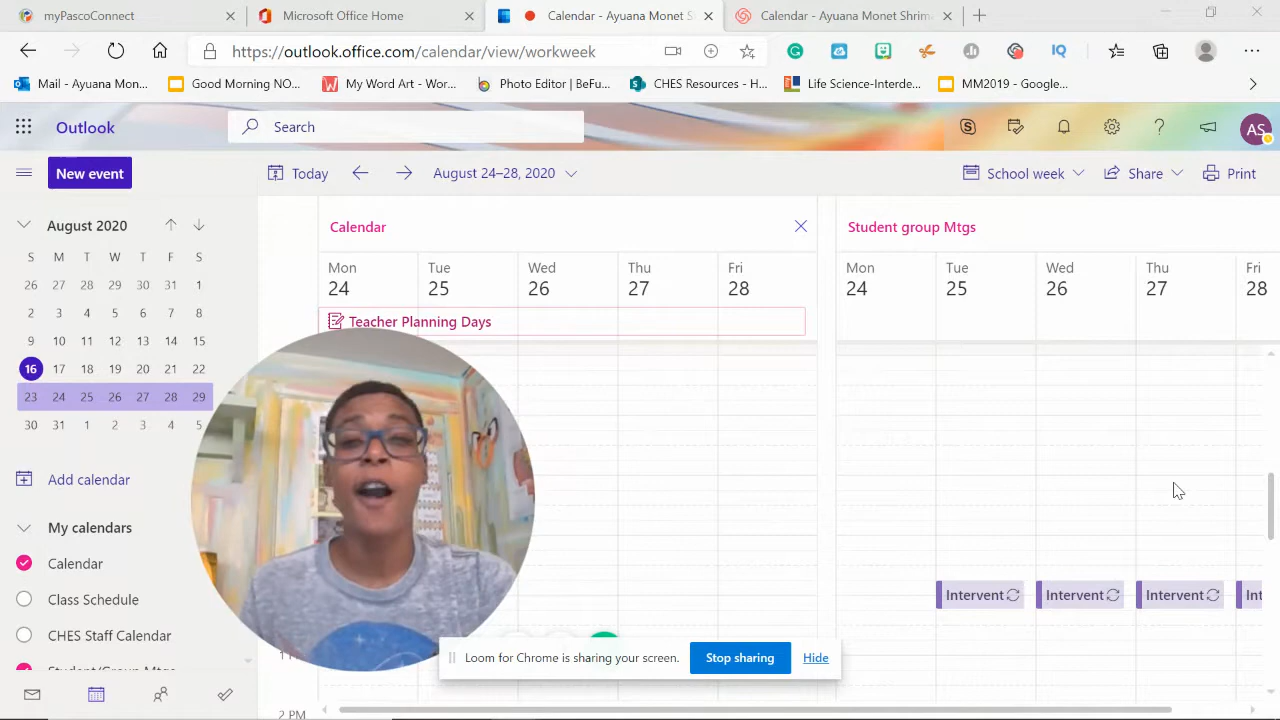 myPascoConnect
Microsoft Office Home
Calendar - Ayuana Monet S
Calendar - Ayuana Monet Shrim
https://outlook.office.com/calendar/view/workweek
IQ
Mail - Ayuana Mon...
Good Morning NO...
My Word Art - Wor...
Photo Editor | BeFu...
CHES Resources - H...
Life Science-Interde...
MM2019 - Google...
Outlook
Search
AS
New event
Today
August 24–28, 2020
School week
Share
Print
August 2020
S M T W T F S
26 27 28 29 30 31 1
2 3 4 5 6 7 8
9 10 11 12 13 14 15
16 17 18 19 20 21 22
23 24 25 26 27 28 29
30 31 1 2 3 4 5
Add calendar
My calendars
Calendar
Class Schedule
CHES Staff Calendar
Student/Group Mtgs
Calendar
Mon Tue Wed Thu Fri
24 25 26 27 28
Teacher Planning Days
Student group Mtgs
Mon Tue Wed Thu Fri
24 25 26 27 28
Intervent Intervent Intervent Int
Loom for Chrome is sharing your screen.
Stop sharing
Hide
2 PM